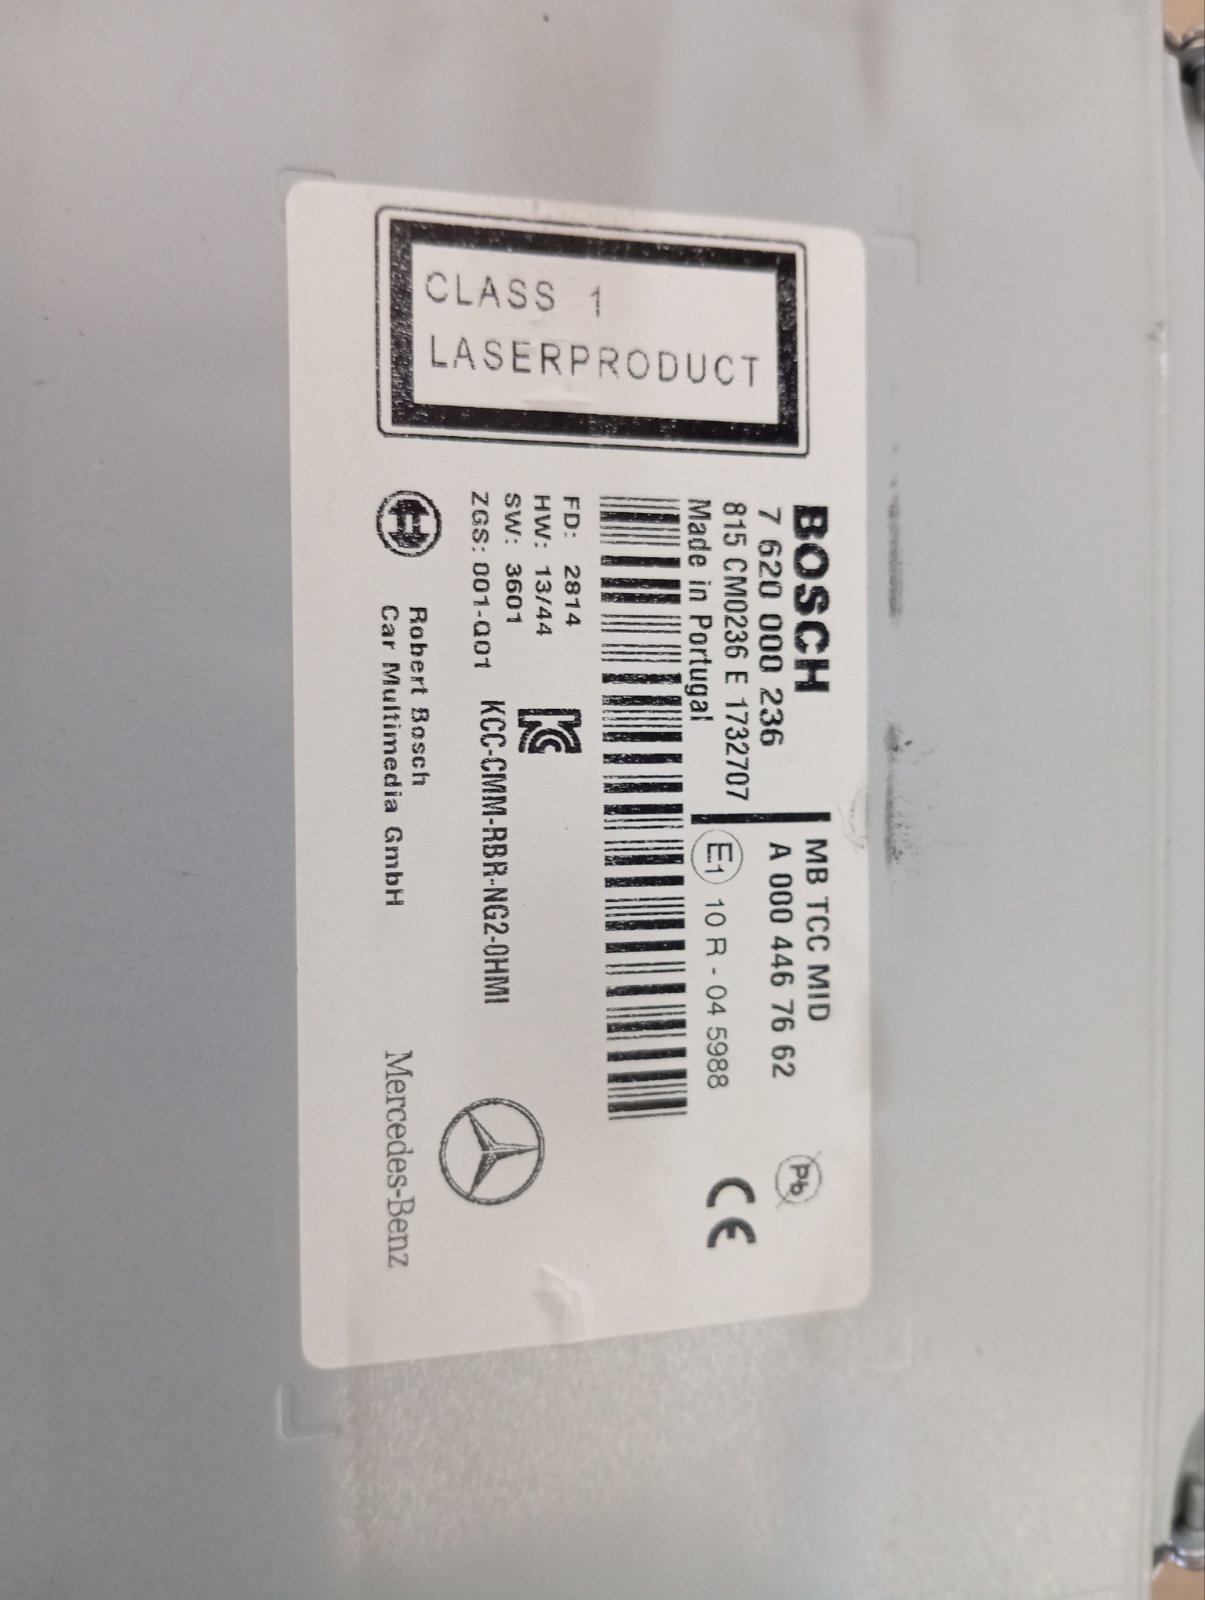 CLASS 1
LASERPRODUCT
BOSCH
7 620 000 236
815 CM0236 E 1732707
Made in Portugal
MB TCC MID
A 000 446 76 62
E1 10 R - 04 5988
Pb
CE
FD: 2814
HW: 13/44
SW: 3601
ZGS: 001-Q01
KCC-CMM-RBR-NG2-0HMI
Robert Bosch
Car Multimedia GmbH
Mercedes-Benz